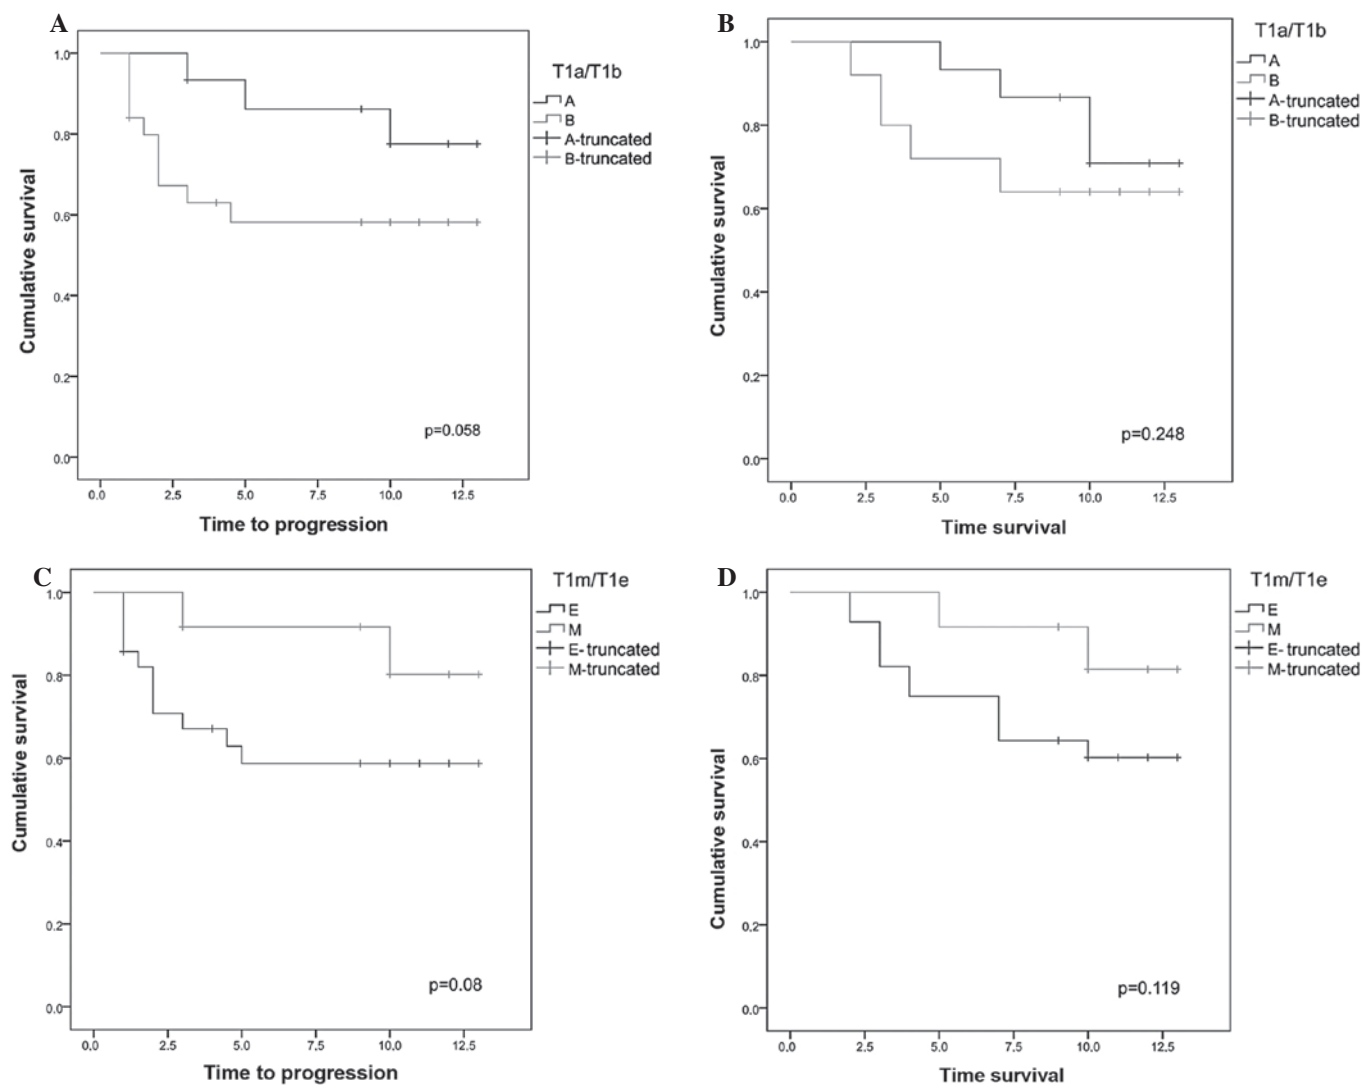 A
T1a/T1b
A
B
A-truncated
B-truncated
Cumulative survival
1.0
0.8
0.6
0.4
0.2
0.0
p=0.058
0.0 2.5 5.0 7.5 10.0 12.5
Time to progression
B
T1a/T1b
A
B
A-truncated
B-truncated
Cumulative survival
1.0
0.8
0.6
0.4
0.2
0.0
p=0.248
0.0 2.5 5.0 7.5 10.0 12.5
Time survival
C
T1m/T1e
E
M
E- truncated
M-truncated
Cumulative survival
1.0
0.8
0.6
0.4
0.2
0.0
p=0.08
0.0 2.5 5.0 7.5 10.0 12.5
Time to progression
D
T1m/T1e
E
M
E- truncated
M-truncated
Cumulative survival
1.0
0.8
0.6
0.4
0.2
0.0
p=0.119
0.0 2.5 5.0 7.5 10.0 12.5
Time survival